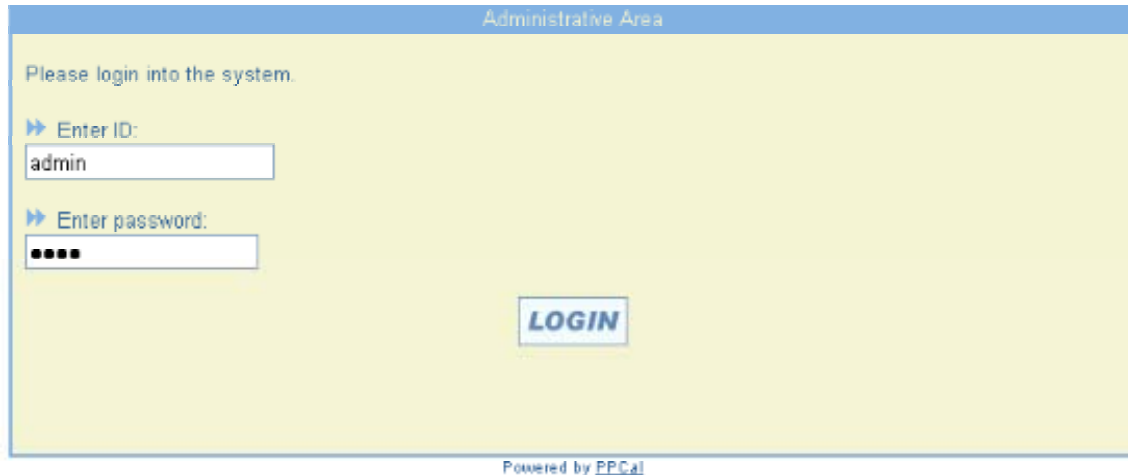 Administrative Area
Please login into the system.
Enter ID:
admin
Enter password:
••••
LOGIN
Powered by PPCal